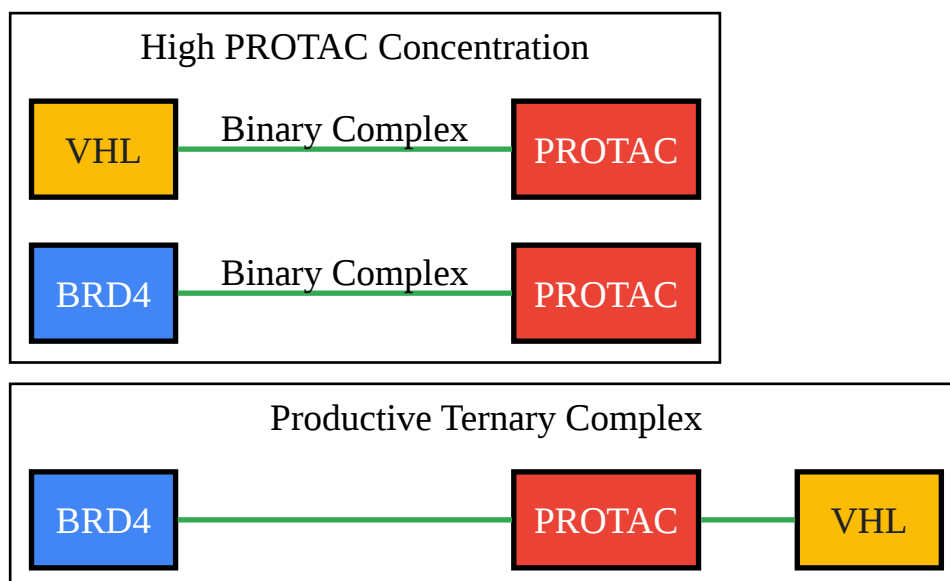 High PROTAC Concentration
VHL Binary Complex PROTAC
BRD4 Binary Complex PROTAC
Productive Ternary Complex
BRD4 PROTAC VHL